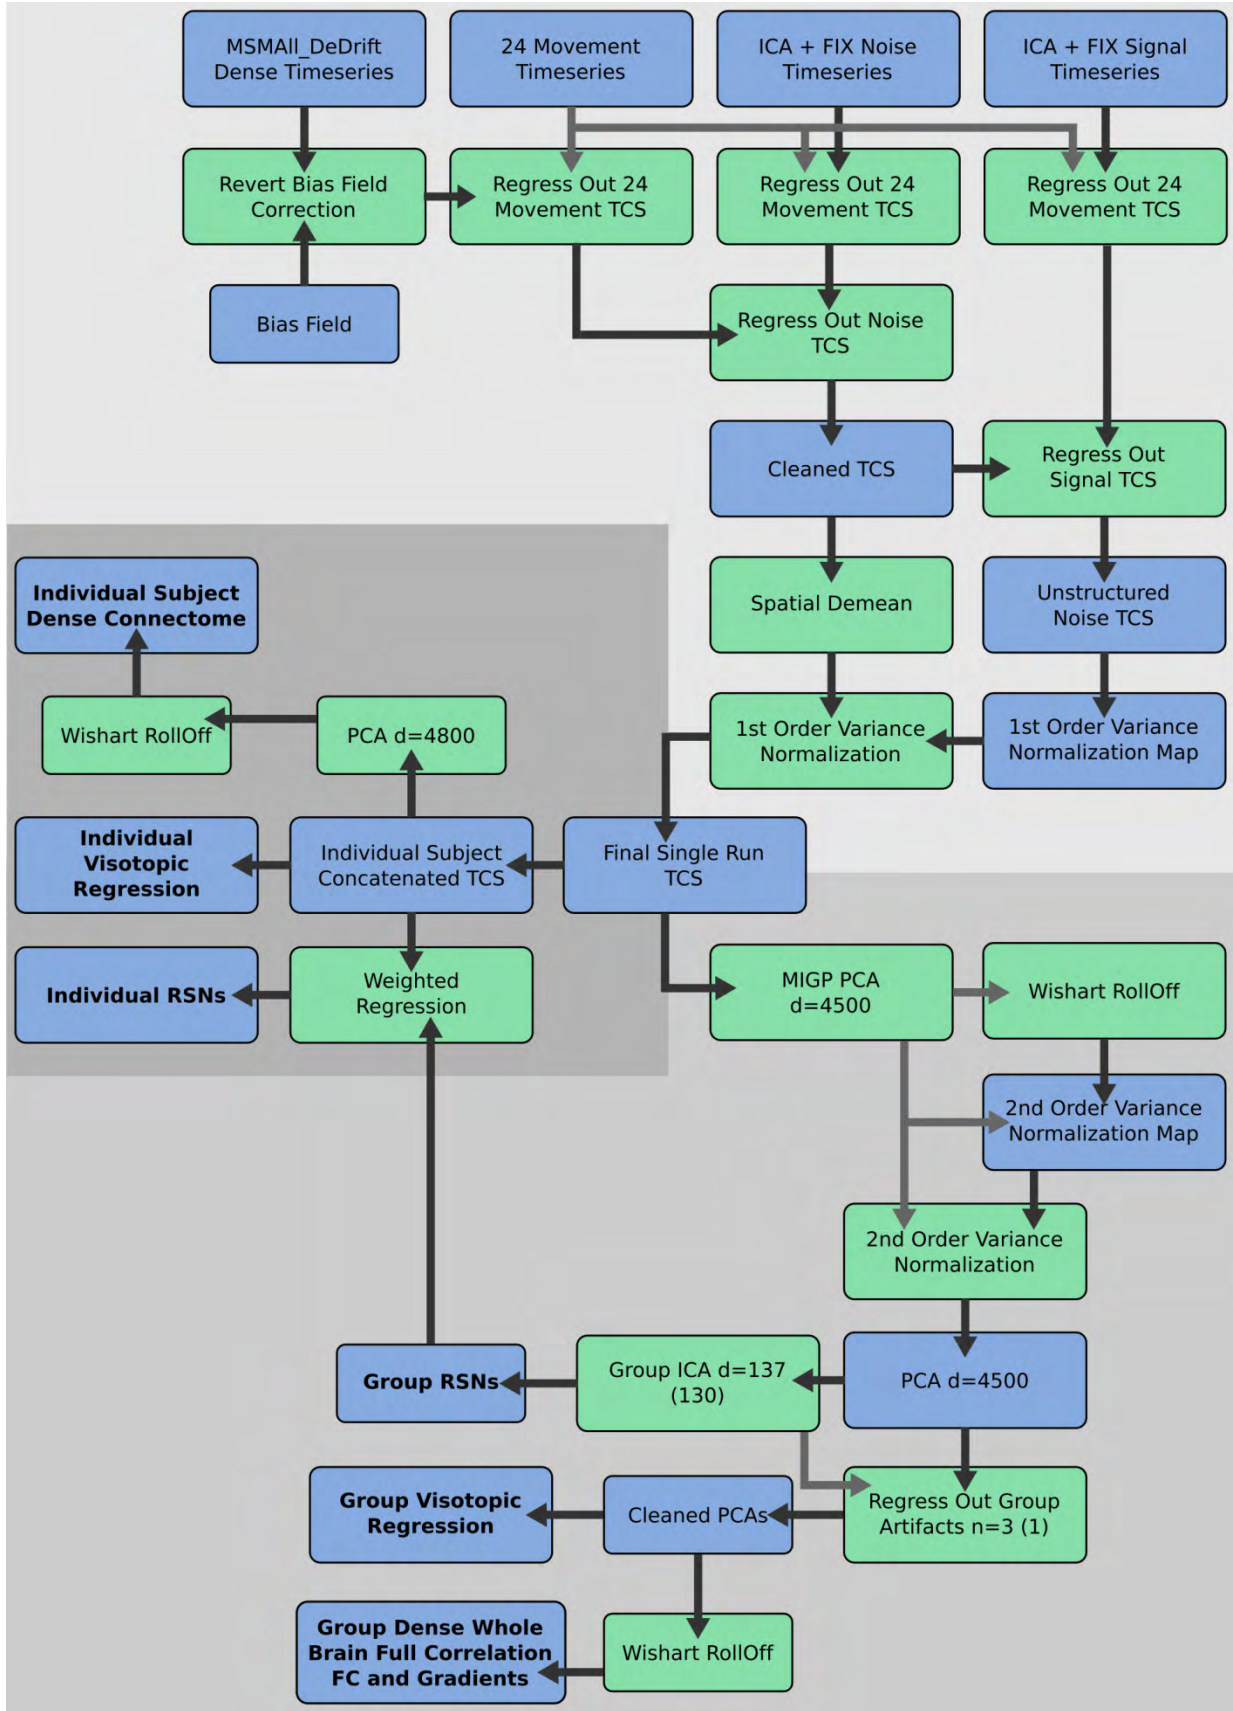 MSMAll_DeDrift
Dense Timeseries
24 Movement
Timeseries
ICA + FIX Noise
Timeseries
ICA + FIX Signal
Timeseries
Revert Bias Field
Correction
Regress Out 24
Movement TCS
Regress Out 24
Movement TCS
Regress Out 24
Movement TCS
Bias Field
Regress Out Noise
TCS
Cleaned TCS
Regress Out
Signal TCS
Individual Subject
Dense Connectome
Spatial Demean
Unstructured
Noise TCS
Wishart RollOff
PCA d=4800
1st Order Variance
Normalization
1st Order Variance
Normalization Map
Individual
Visotopic
Regression
Individual Subject
Concatenated TCS
Final Single Run
TCS
Individual RSNs
Weighted
Regression
MIGP PCA
d=4500
Wishart RollOff
2nd Order Variance
Normalization Map
2nd Order Variance
Normalization
Group RSNs
Group ICA d=137
(130)
PCA d=4500
Group Visotopic
Regression
Cleaned PCAs
Regress Out Group
Artifacts n=3 (1)
Group Dense Whole
Brain Full Correlation
FC and Gradients
Wishart RollOff